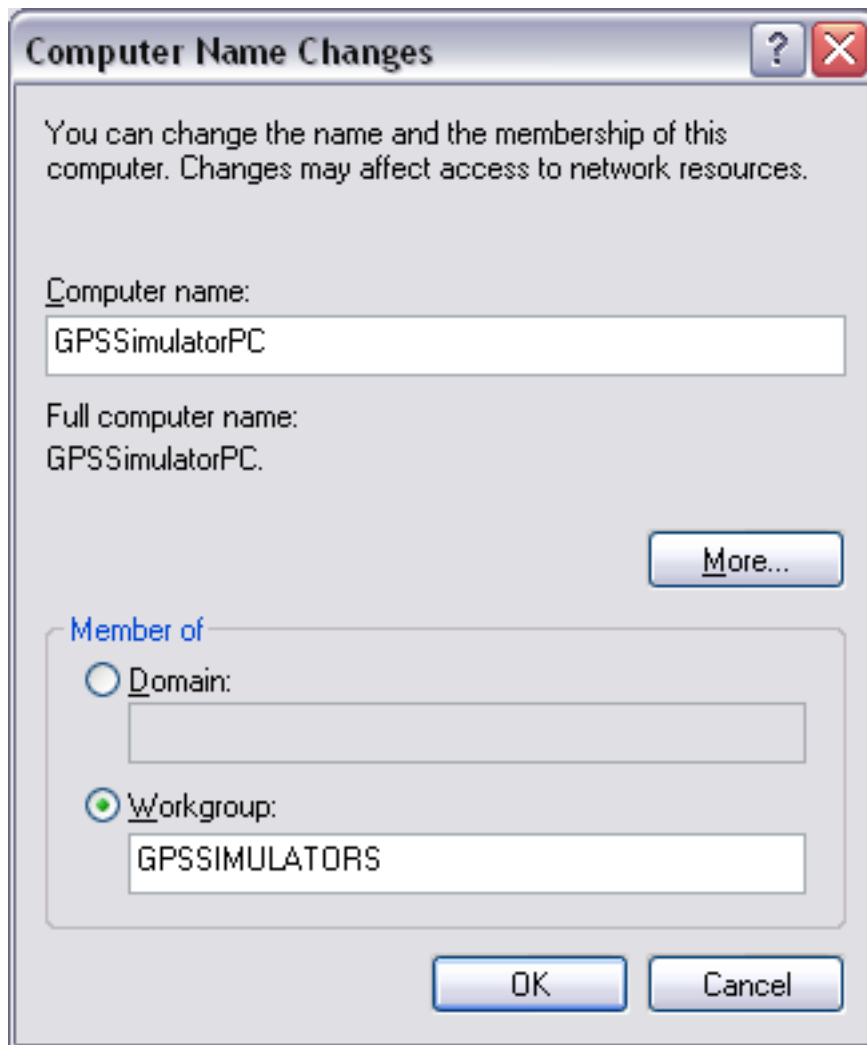 Computer Name Changes
You can change the name and the membership of this
computer. Changes may affect access to network resources.
Computer name:
GPSSimulatorPC
Full computer name:
GPSSimulatorPC.
More...
Member of
Domain:
Workgroup:
GPSSIMULATORS
OK Cancel